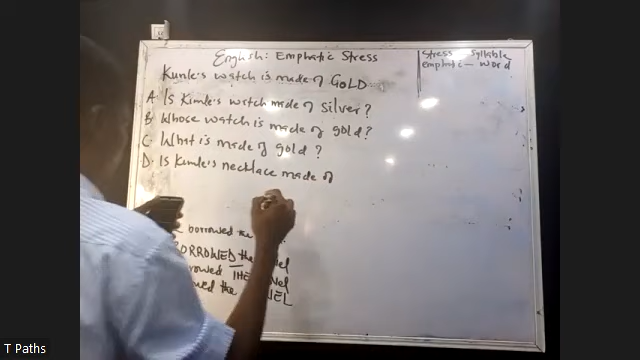 English: Emphatic Stress
Stress Syllable
emphatic - word
Kunle's watch is made of GOLD
A. Is Kunle's watch made of silver?
B. Whose watch is made of gold?
C. What is made of gold?
D. Is Kunle's necklace made of
borrowed the
BORROWED the
THE
the
T Paths